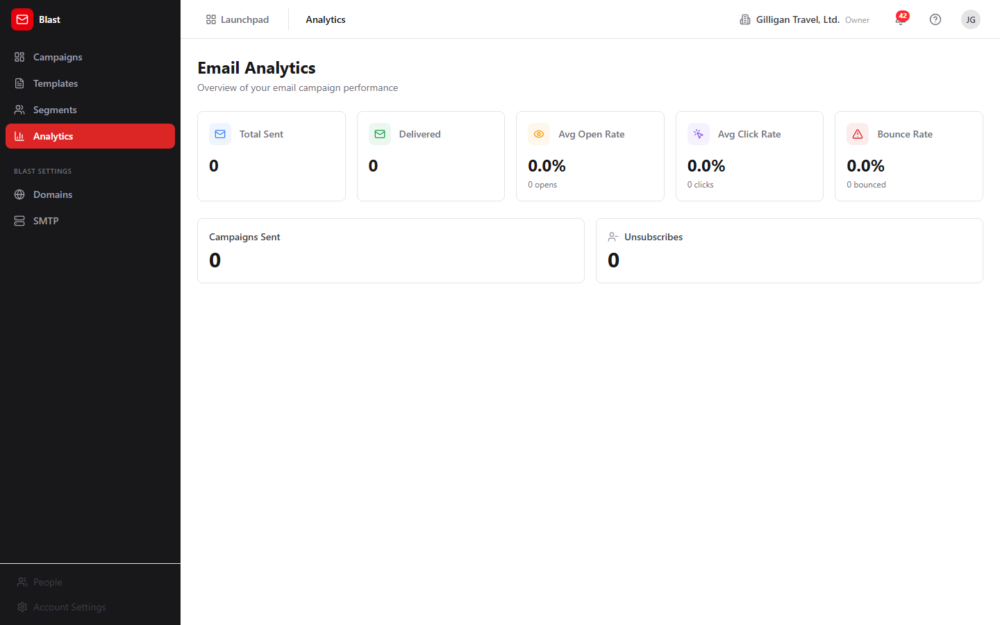 Blast
Campaigns
Templates
Segments
Analytics
BLAST SETTINGS
Domains
SMTP
People
Account Settings
Launchpad
Analytics
Gilligan Travel, Ltd. Owner
42
JG
Email Analytics
Overview of your email campaign performance
Total Sent
0
Delivered
0
Avg Open Rate
0.0%
0 opens
Avg Click Rate
0.0%
0 clicks
Bounce Rate
0.0%
0 bounced
Campaigns Sent
0
Unsubscribes
0